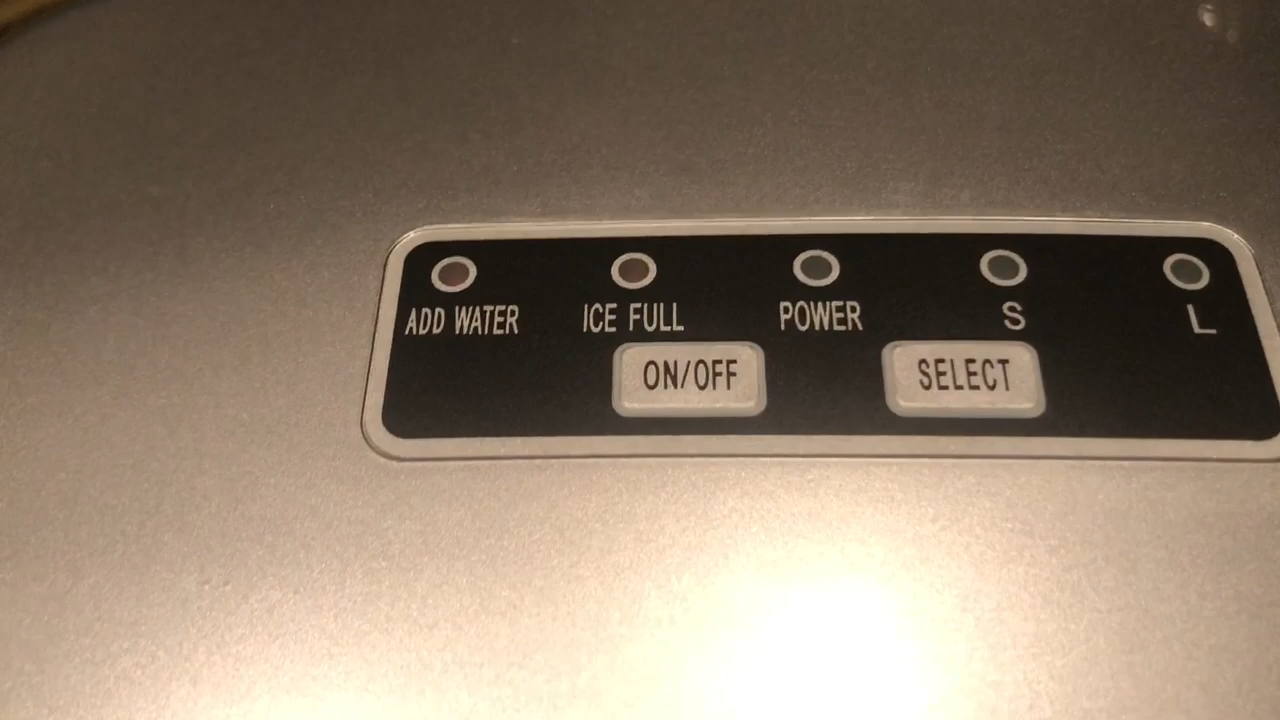 ADD WATER
ICE FULL
POWER
S
L
ON/OFF
SELECT